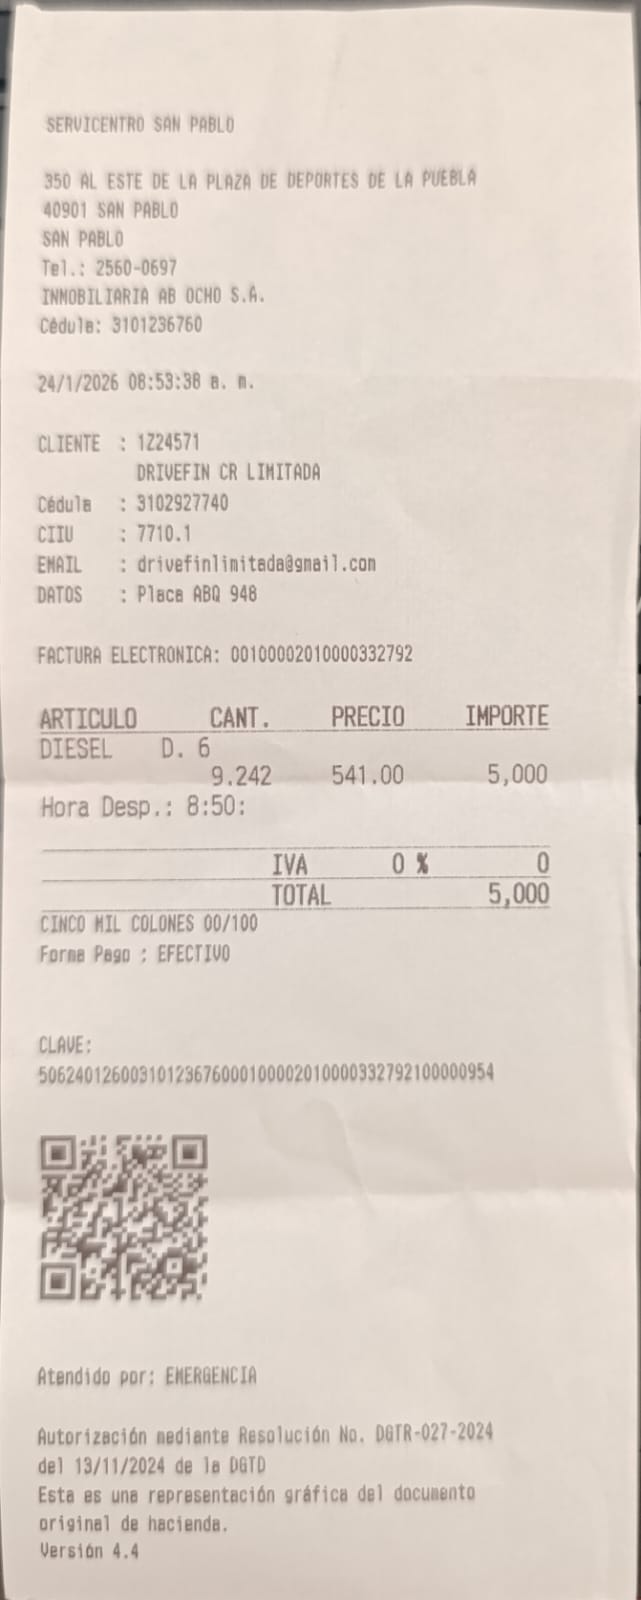 SERVICENTRO SAN PABLO
350 AL ESTE DE LA PLAZA DE DEPORTES DE LA PUEBLA
40901 SAN PABLO
SAN PABLO
Tel.: 2560-0697
INMOBILIARIA AB OCHO S.A.
Cédula: 3101236760
24/1/2026 08:53:38 a. m.
CLIENTE : 1Z24571
DRIVEFIN CR LIMITADA
Cédula : 3102927740
CIIU : 7710.1
EMAIL : drivefinlimitada@gmail.com
DATOS : Placa ABQ 948
FACTURA ELECTRONICA: 00100002010000332792
ARTICULO CANT. PRECIO IMPORTE
DIESEL D. 6
9.242 541.00 5,000
Hora Desp.: 8:50:
IVA 0 % 0
TOTAL 5,000
CINCO MIL COLONES 00/100
Forma Pago : EFECTIVO
CLAVE:
50624012600310123676000100002010000332792100000954
Atendido por: EMERGENCIA
Autorización mediante Resolución No. DGTR-027-2024
del 13/11/2024 de la DGTD
Esta es una representación gráfica del documento
original de hacienda.
Versión 4.4